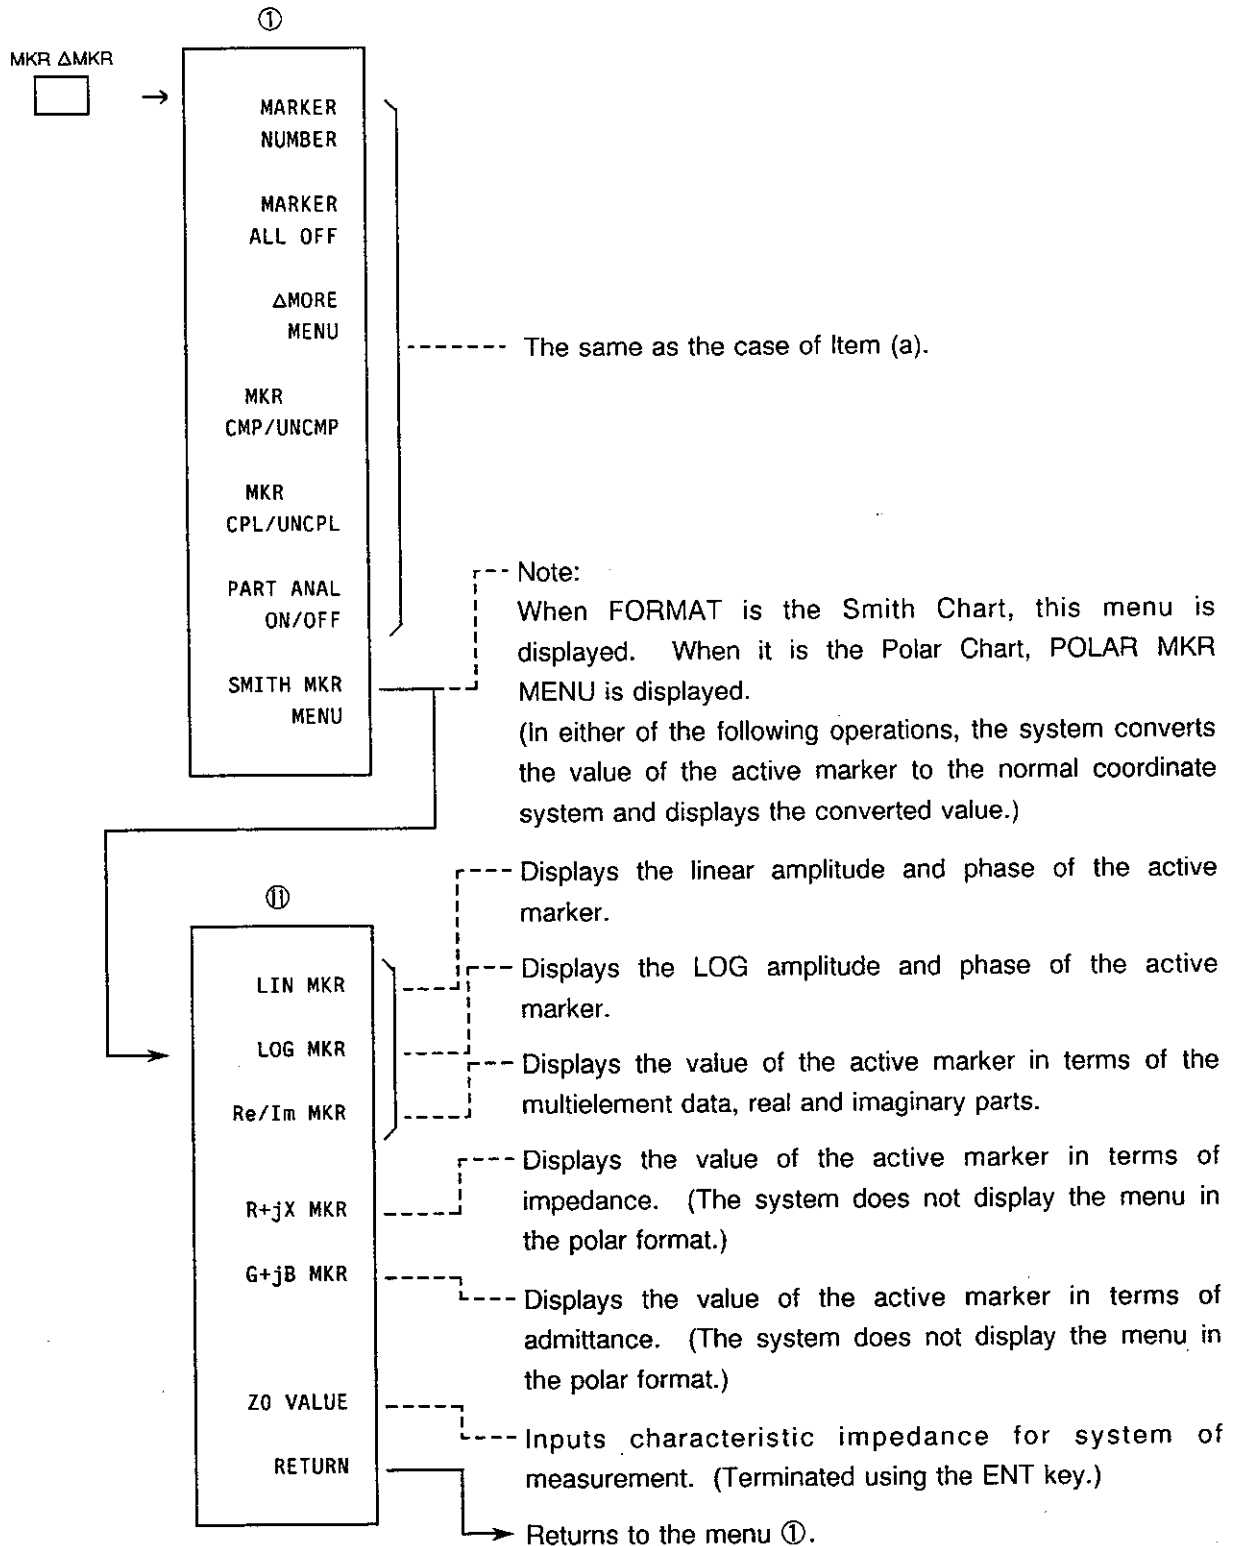 ①
MKR ΔMKR
→
MARKER
NUMBER
MARKER
ALL OFF
ΔMORE
MENU
The same as the case of Item (a).
MKR
CMP/UNCMP
MKR
CPL/UNCPL
PART ANAL
ON/OFF
SMITH MKR
MENU
Note:
When FORMAT is the Smith Chart, this menu is
displayed. When it is the Polar Chart, POLAR MKR
MENU is displayed.
(In either of the following operations, the system converts
the value of the active marker to the normal coordinate
system and displays the converted value.)
⑪
LIN MKR
Displays the linear amplitude and phase of the active
marker.
LOG MKR
Displays the LOG amplitude and phase of the active
marker.
Re/Im MKR
Displays the value of the active marker in terms of the
multielement data, real and imaginary parts.
R+jX MKR
Displays the value of the active marker in terms of
impedance. (The system does not display the menu in
the polar format.)
G+jB MKR
Displays the value of the active marker in terms of
admittance. (The system does not display the menu in
the polar format.)
Z0 VALUE
Inputs characteristic impedance for system of
measurement. (Terminated using the ENT key.)
RETURN
Returns to the menu ①.